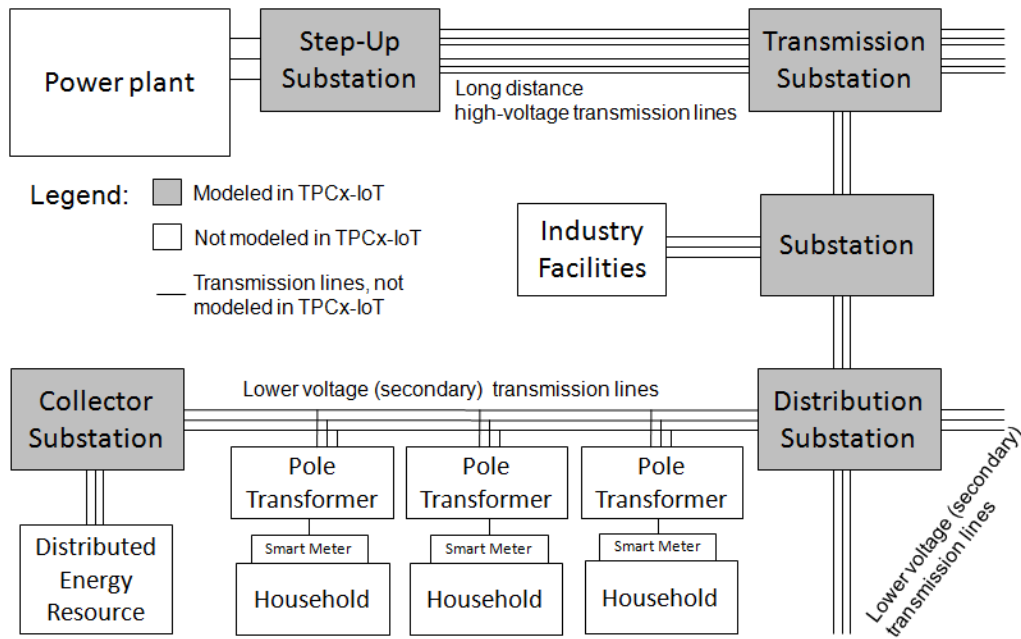 Power plant
Step-Up
Substation
Long distance
high-voltage transmission lines
Transmission
Substation
Legend:
Modeled in TPCx-IoT
Not modeled in TPCx-IoT
Transmission lines, not
modeled in TPCx-IoT
Industry
Facilities
Substation
Collector
Substation
Lower voltage (secondary) transmission lines
Distribution
Substation
Pole
Transformer
Pole
Transformer
Pole
Transformer
Smart Meter
Smart Meter
Smart Meter
Household
Household
Household
Distributed
Energy
Resource
Lower voltage (secondary)
transmission lines